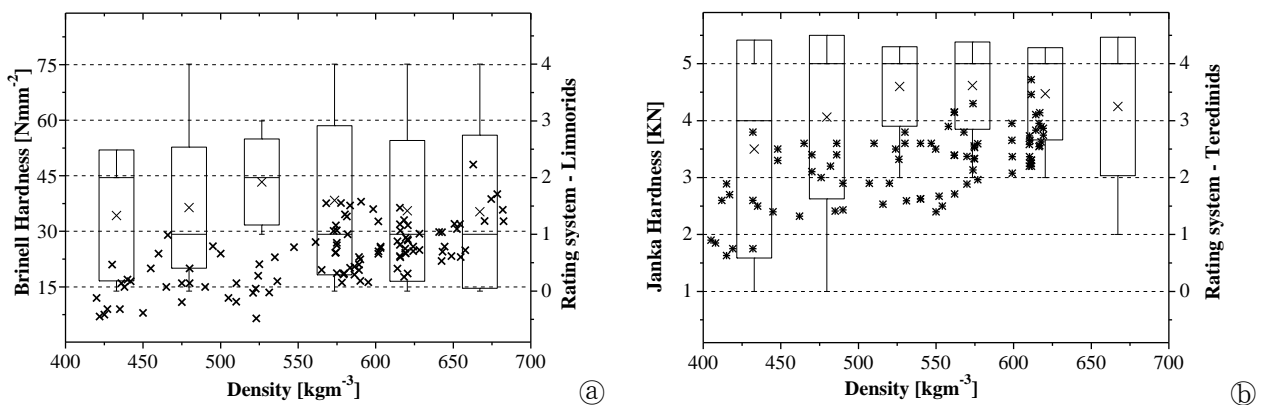 Brinell Hardness [Nmm-2]
75
60
45
30
15
4
3
2
1
0
Rating system - Limnorids
400 450 500 550 600 650 700
Density [kgm-3]
ⓐ
Janka Hardness [KN]
5
4
3
2
1
4
3
2
1
0
Rating system - Teredinids
400 450 500 550 600 650 700
Density [kgm-3]
ⓑ